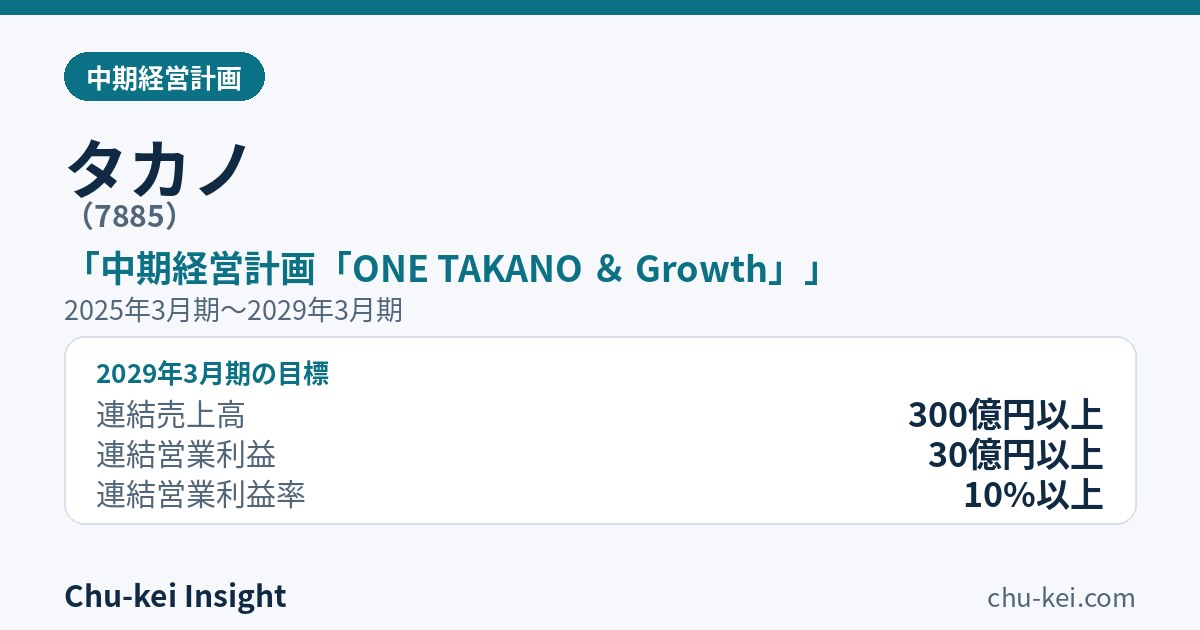 中期経営計画
タカノ
（7885）
「中期経営計画「ONE TAKANO ＆ Growth」」
2025年3月期～2029年3月期
2029年3月期の目標
連結売上高 300億円以上
連結営業利益 30億円以上
連結営業利益率 10%以上
Chu-kei Insight chu-kei.com